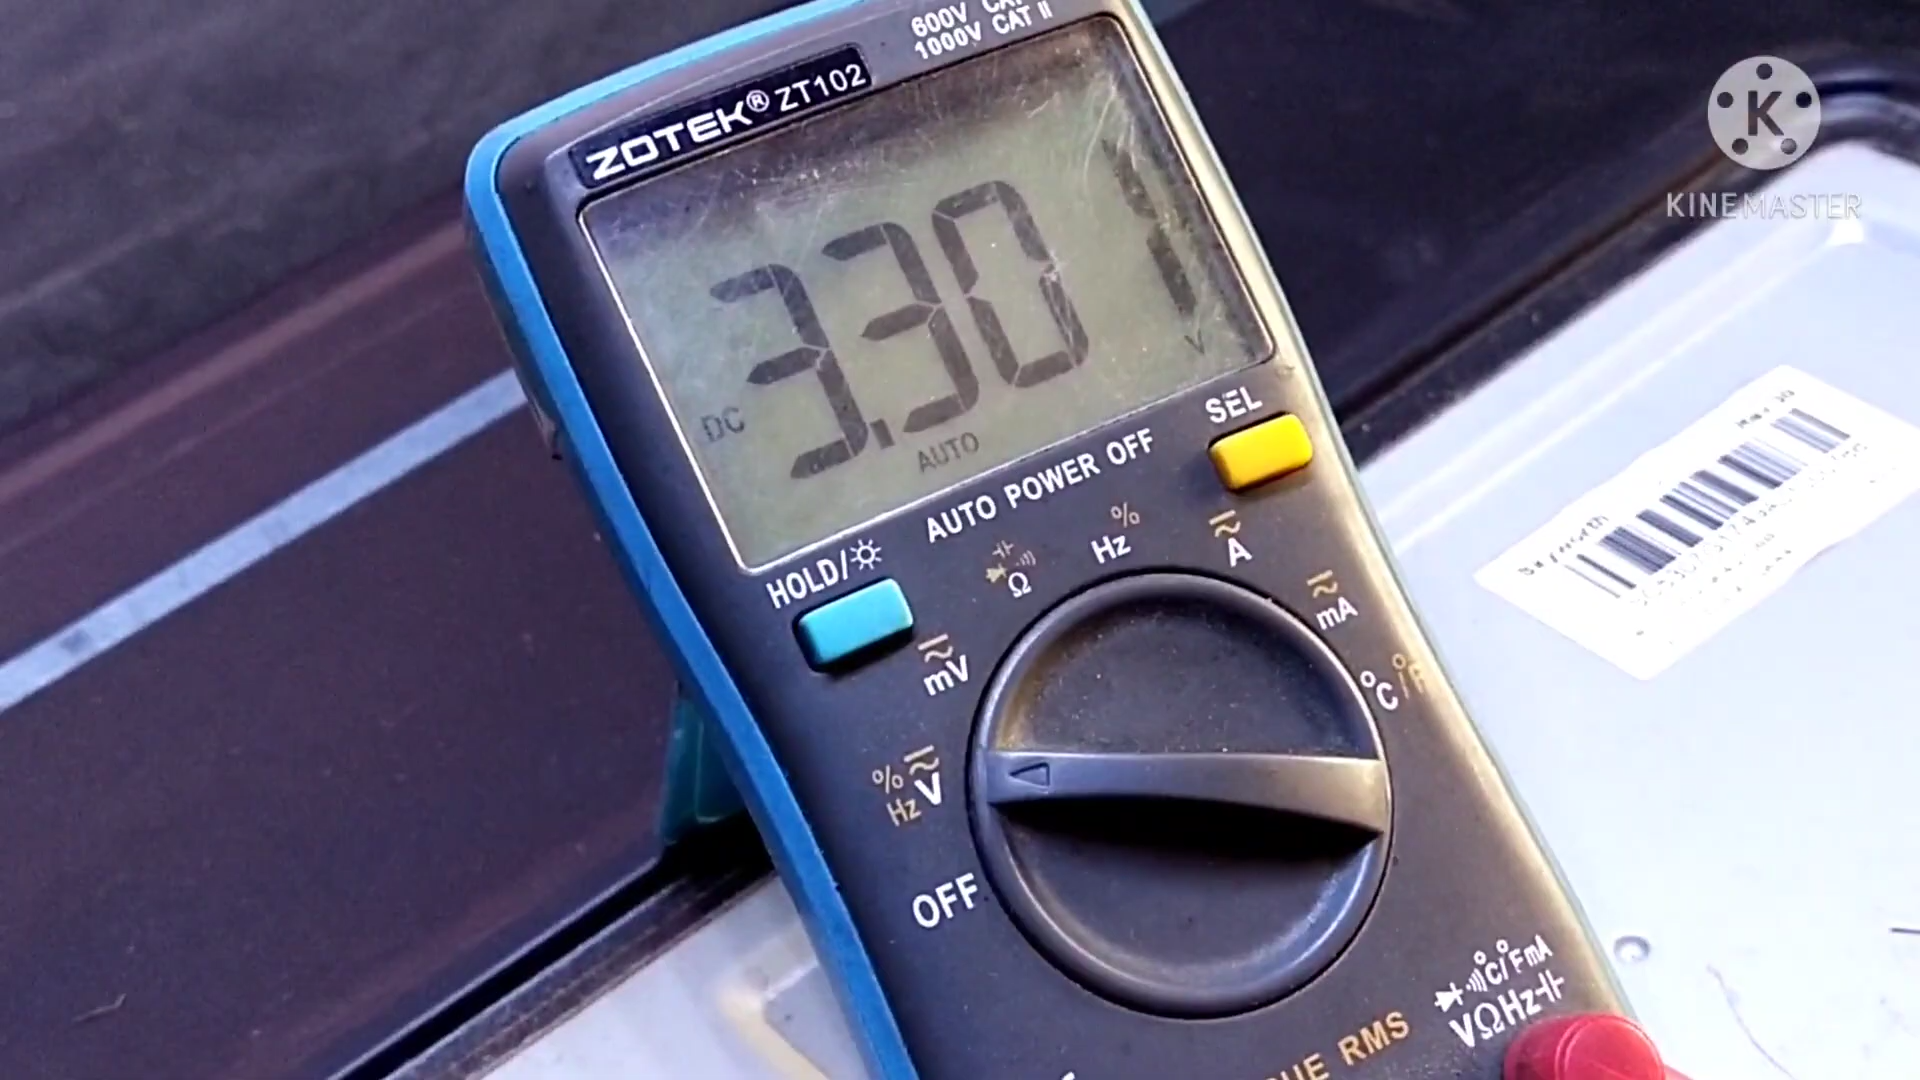 600V
1000V CAT II
ZOTEK® ZT102
3.301
DC
V
AUTO
SEL
AUTO POWER OFF
HOLD/
%
Hz
Ω
A
mV
mA
°C °F
% Hz V
OFF
°C/°F mA
VΩHz
RMS
K
KINEMASTER